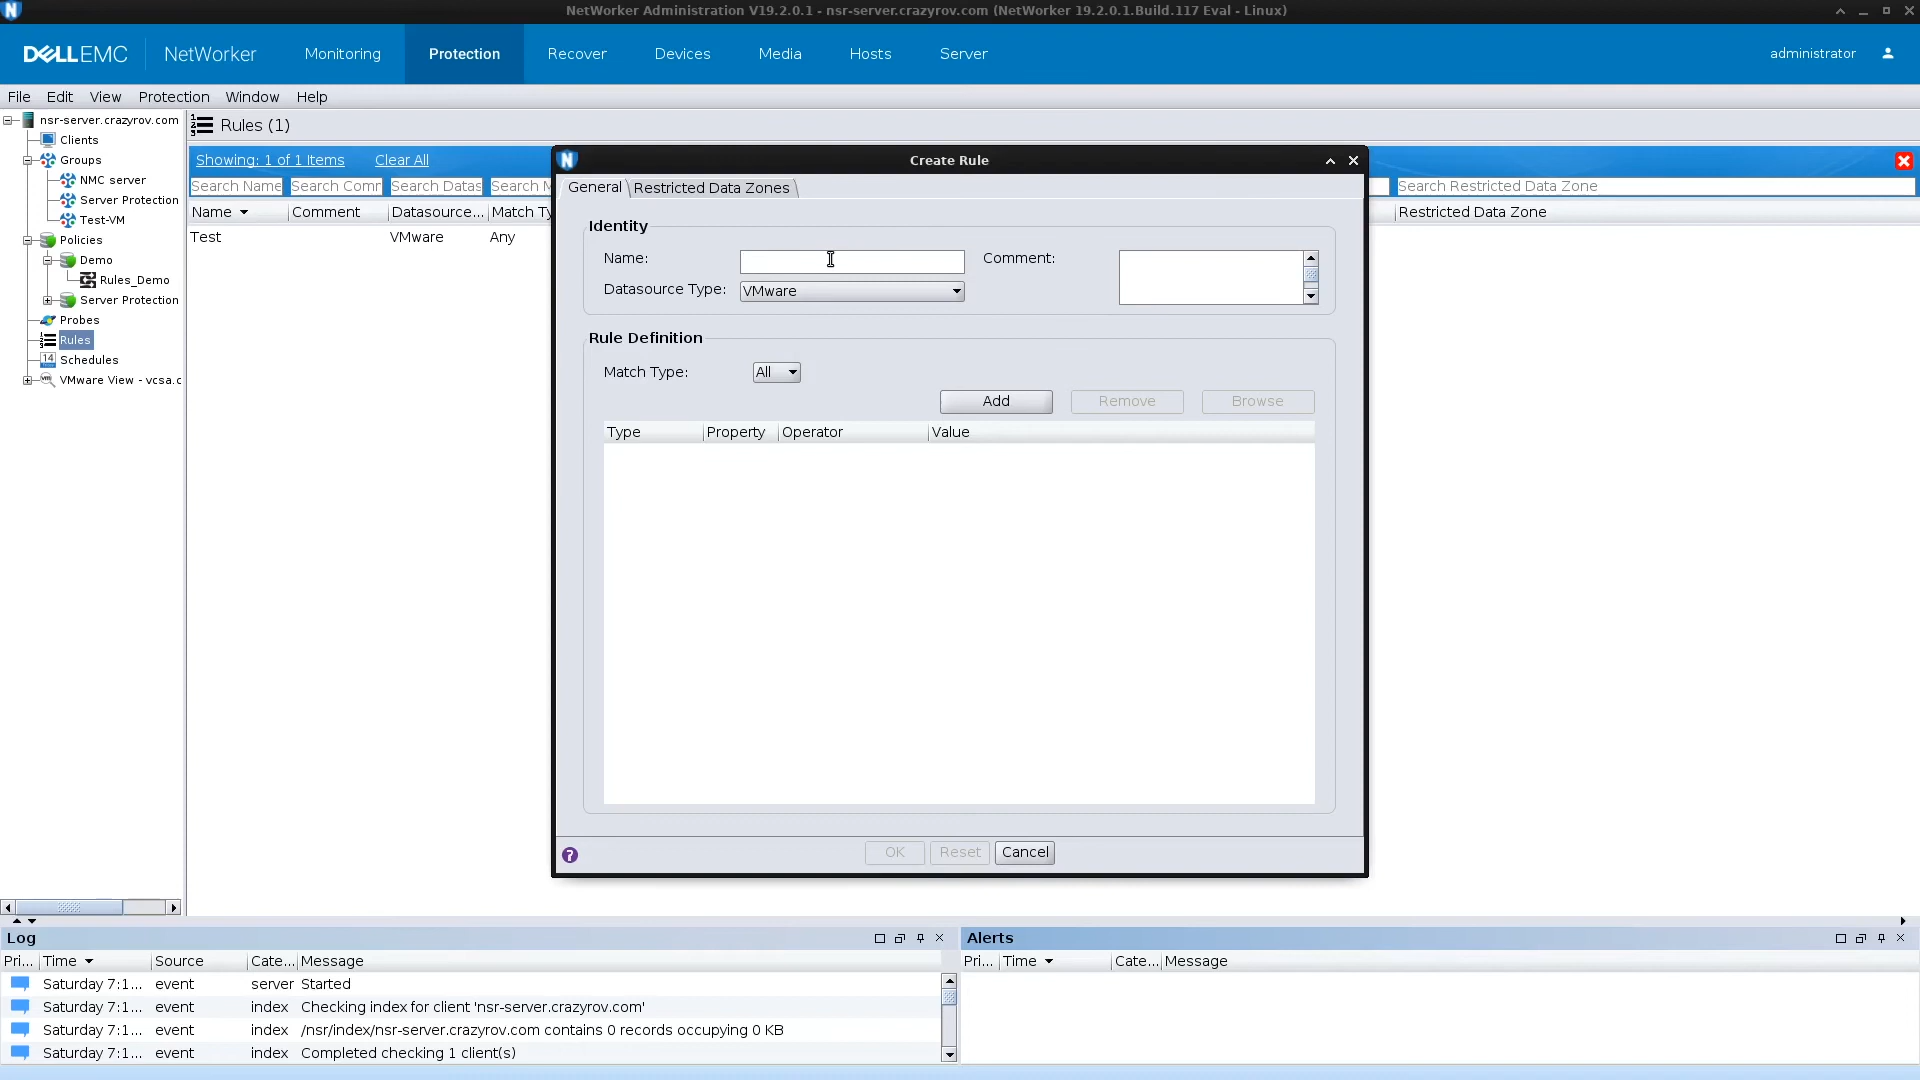 NetWorker Administration V19.2.0.1 - nsr-server.crazyrov.com (NetWorker 19.2.0.1.Build.117 Eval - Linux)
DELLEMC NetWorker Monitoring Protection Recover Devices Media Hosts Server administrator
File Edit View Protection Window Help
nsr-server.crazyrov.com
Clients
Groups
NMC server
Server Protection
Test-VM
Policies
Demo
Rules_Demo
Server Protection
Probes
Rules
14 Schedules
VMware View - vcsa.c
Rules (1)
Showing: 1 of 1 Items Clear All
Search Name Search Comr Search Datas Search M Search Restricted Data Zone
Name Comment Datasource... Match Ty Restricted Data Zone
Test VMware Any
Create Rule
General Restricted Data Zones
Identity
Name: Comment:
Datasource Type: VMware
Rule Definition
Match Type: All
Add Remove Browse
Type Property Operator Value
? OK Reset Cancel
Log
Pri... Time Source Cate... Message
Saturday 7:1... event server Started
Saturday 7:1... event index Checking index for client 'nsr-server.crazyrov.com'
Saturday 7:1... event index /nsr/index/nsr-server.crazyrov.com contains 0 records occupying 0 KB
Saturday 7:1... event index Completed checking 1 client(s)
Alerts
Pri... Time Cate... Message